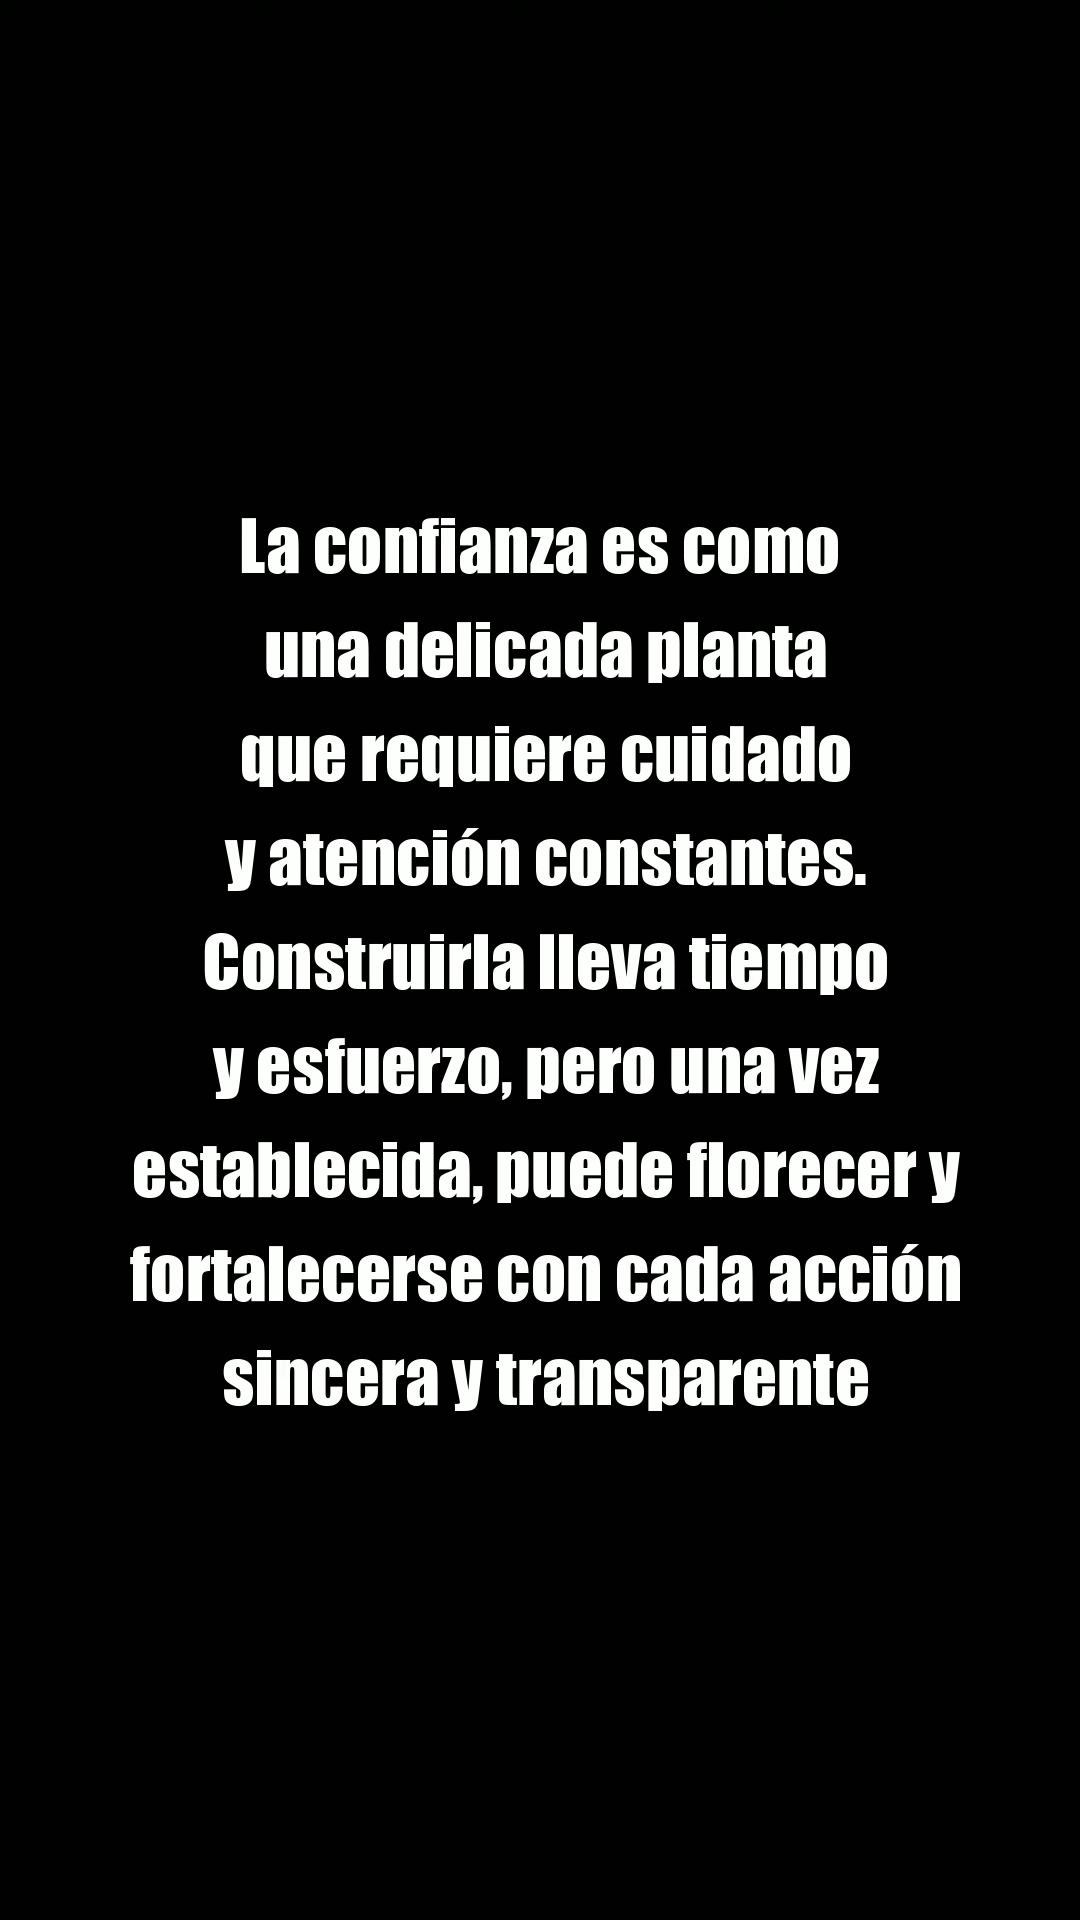 La confianza es como
una delicada planta
que requiere cuidado
y atención constantes.
Construirla lleva tiempo
y esfuerzo, pero una vez
establecida, puede florecer y
fortalecerse con cada acción
sincera y transparente